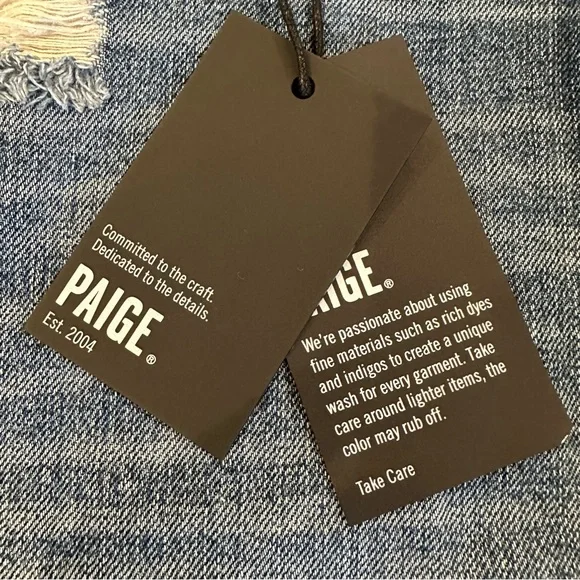 Committed to the craft.
Dedicated to the details.
PAIGE®
Est. 2004
AIGE®
We're passionate about using
fine materials such as rich dyes
and indigos to create a unique
wash for every garment. Take
care around lighter items, the
color may rub off.
Take Care